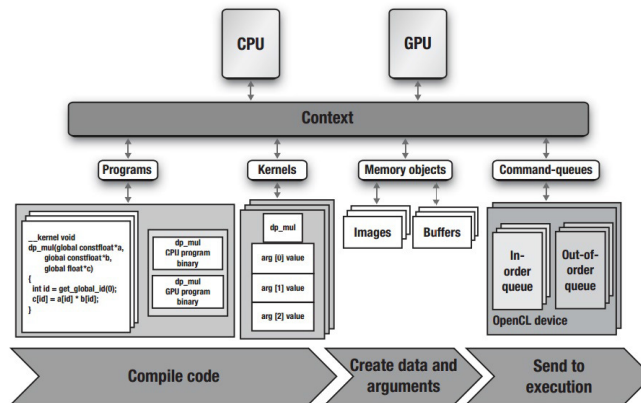 CPU
GPU
Context
Programs
Kernels
Memory objects
Command-queues
__kernel void
dp_mul(global constfloat*a,
global constfloat*b,
global float*c)
{
int id = get_global_id(0);
c[id] = a[id] * b[id];
}
dp_mul
CPU program
binary
dp_mul
GPU program
binary
dp_mul
arg [0] value
arg [1] value
arg [2] value
Images
Buffers
In-
order
queue
Out-of-
order
queue
OpenCL device
Compile code
Create data and
arguments
Send to
execution